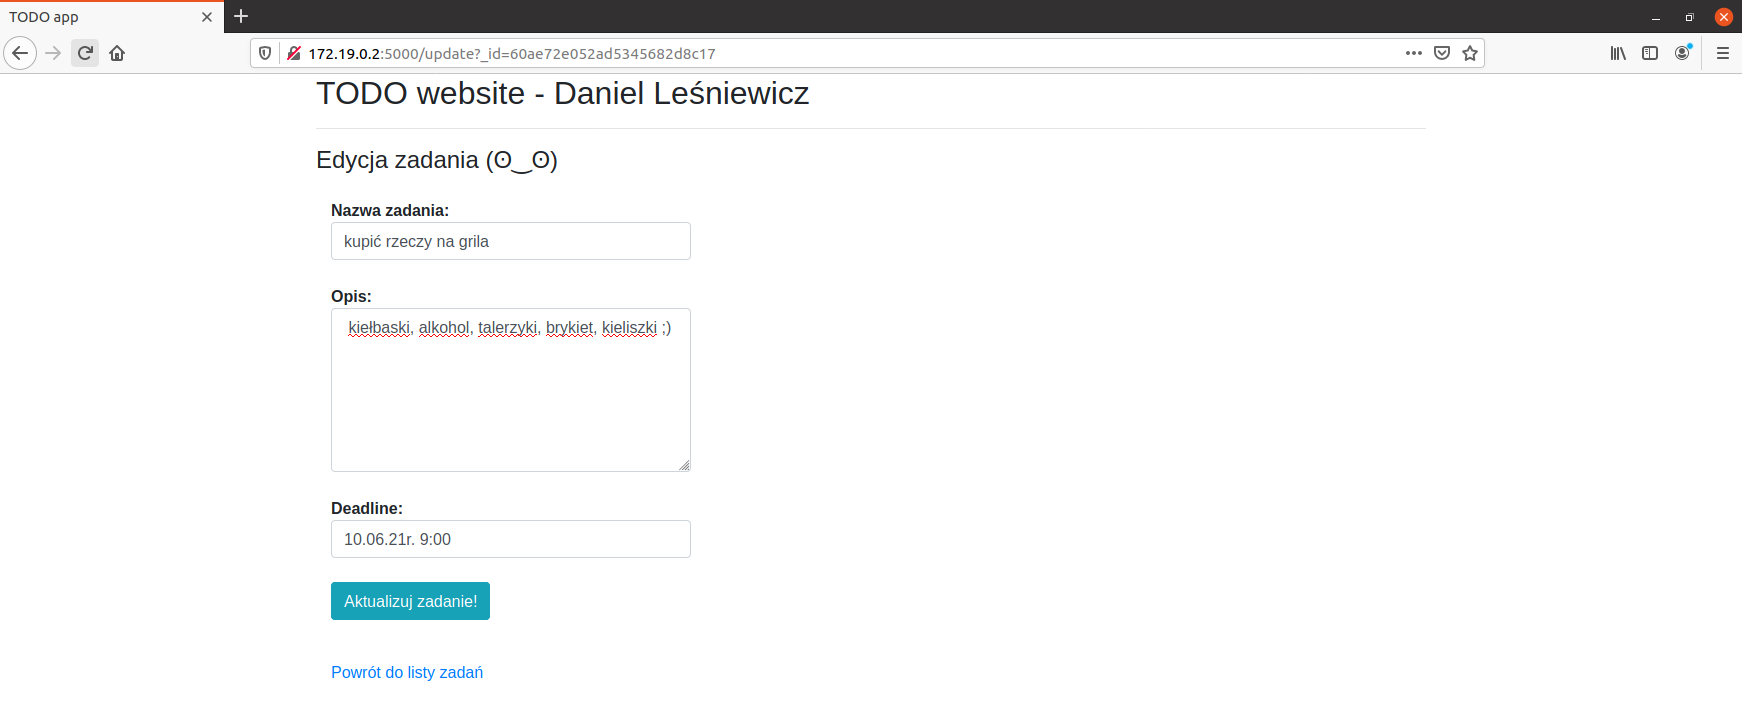 TODO app
172.19.0.2:5000/update?_id=60ae72e052ad5345682d8c17
TODO website - Daniel Leśniewicz
Edycja zadania (ʘ‿ʘ)
Nazwa zadania:
kupić rzeczy na grila
Opis:
kiełbaski, alkohol, talerzyki, brykiet, kieliszki ;)
Deadline:
10.06.21r. 9:00
Aktualizuj zadanie!
Powrót do listy zadań